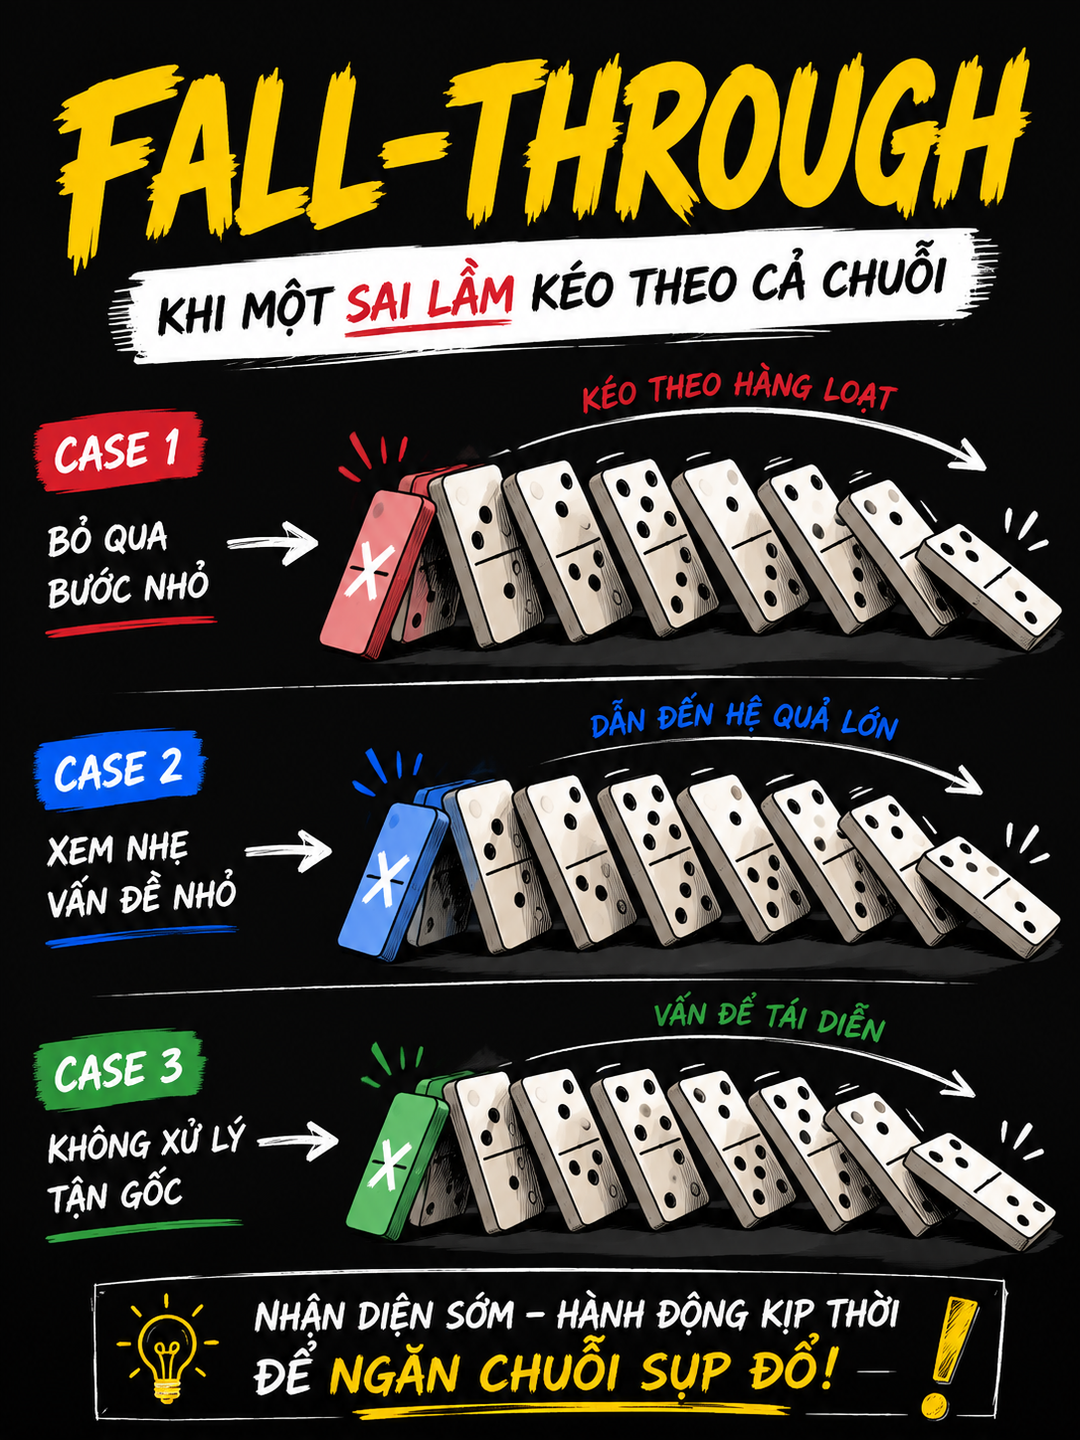 FALL-THROUGH
KHI MỘT SAI LẦM KÉO THEO CẢ CHUỖI
KÉO THEO HÀNG LOẠT
CASE 1
BỎ QUA
BƯỚC NHỎ
X
DẪN ĐẾN HỆ QUẢ LỚN
CASE 2
XEM NHẸ
VẤN ĐỀ NHỎ
X
VẤN ĐỂ TÁI DIỄN
CASE 3
KHÔNG XỬ LÝ
TẬN GỐC
X
NHẬN DIỆN SỚM – HÀNH ĐỘNG KỊP THỜI
ĐỂ NGĂN CHUỖI SỤP ĐỔ!